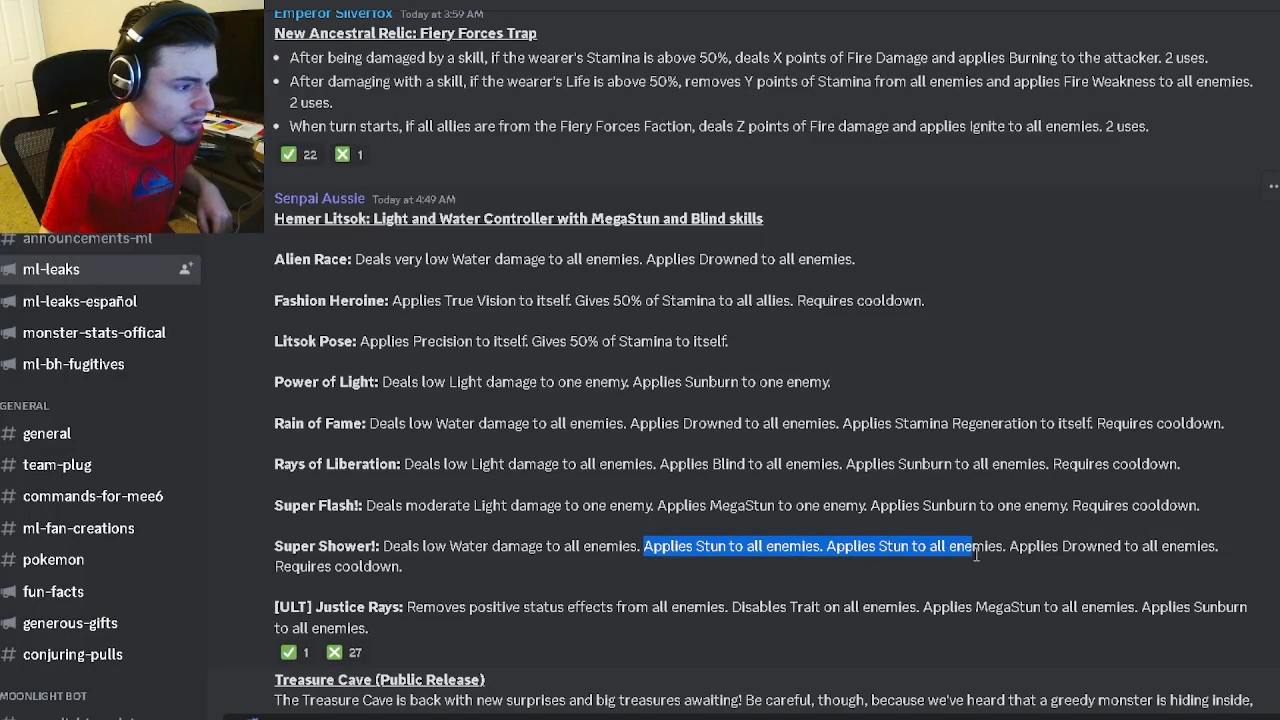 Emperor Silverfox Today at 3:59 AM
New Ancestral Relic: Fiery Forces Trap
• After being damaged by a skill, if the wearer's Stamina is above 50%, deals X points of Fire Damage and applies Burning to the attacker. 2 uses.
• After damaging with a skill, if the wearer's Life is above 50%, removes Y points of Stamina from all enemies and applies Fire Weakness to all enemies.
2 uses.
• When turn starts, if all allies are from the Fiery Forces Faction, deals Z points of Fire damage and applies Ignite to all enemies. 2 uses.
22 1
Senpai Aussie Today at 4:49 AM
Hemer Litsok: Light and Water Controller with MegaStun and Blind skills
Alien Race: Deals very low Water damage to all enemies. Applies Drowned to all enemies.
Fashion Heroine: Applies True Vision to itself. Gives 50% of Stamina to all allies. Requires cooldown.
Litsok Pose: Applies Precision to itself. Gives 50% of Stamina to itself.
Power of Light: Deals low Light damage to one enemy. Applies Sunburn to one enemy.
Rain of Fame: Deals low Water damage to all enemies. Applies Drowned to all enemies. Applies Stamina Regeneration to itself. Requires cooldown.
Rays of Liberation: Deals low Light damage to all enemies. Applies Blind to all enemies. Applies Sunburn to all enemies. Requires cooldown.
Super Flash!: Deals moderate Light damage to one enemy. Applies MegaStun to one enemy. Applies Sunburn to one enemy. Requires cooldown.
Super Shower!: Deals low Water damage to all enemies. Applies Stun to all enemies. Applies Stun to all enemies. Applies Drowned to all enemies.
Requires cooldown.
[ULT] Justice Rays: Removes positive status effects from all enemies. Disables Trait on all enemies. Applies MegaStun to all enemies. Applies Sunburn
to all enemies.
1 27
Treasure Cave (Public Release)
The Treasure Cave is back with new surprises and big treasures awaiting! Be careful, though, because we've heard that a greedy monster is hiding inside,
# announcements-ml
ml-leaks
ml-leaks-español
monster-stats-offical
ml-bh-fugitives
GENERAL
# general
# team-plug
# commands-for-mee6
# ml-fan-creations
# pokemon
fun-facts
generous-gifts
# conjuring-pulls
MOONLIGHT BOT